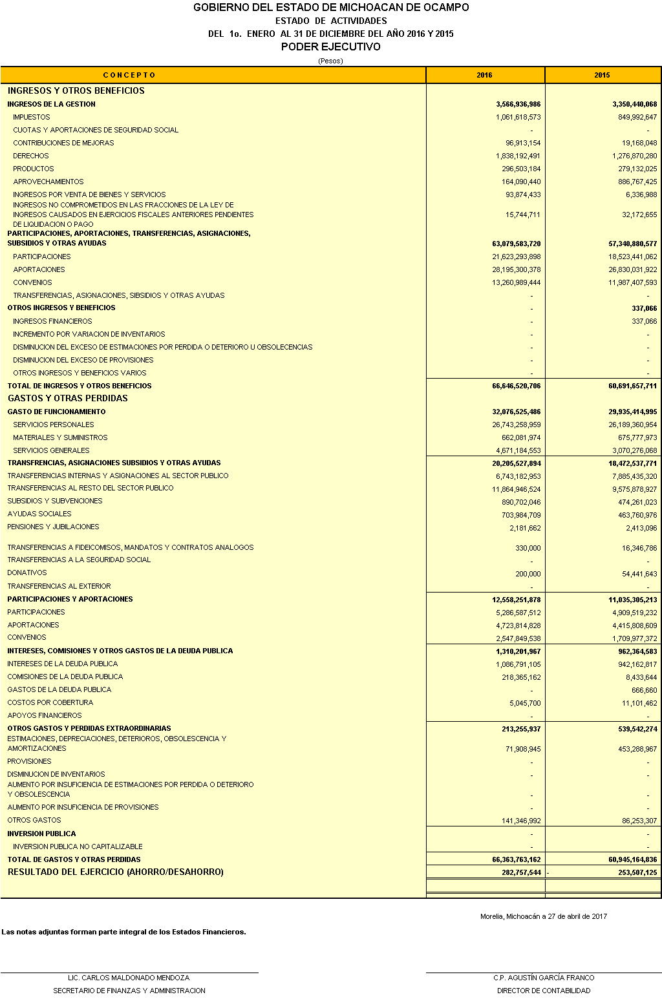 GOBIERNO DEL ESTADO DE MICHOACAN DE OCAMPO
ESTADO DE ACTIVIDADES
DEL 1o. ENERO AL 31 DE DICIEMBRE DEL AÑO 2016 Y 2015
PODER EJECUTIVO
(Pesos)
CONCEPTO 2016 2015
INGRESOS Y OTROS BENEFICIOS
INGRESOS DE LA GESTION 3,566,936,986 3,350,440,068
IMPUESTOS 1,061,618,573 849,992,647
CUOTAS Y APORTACIONES DE SEGURIDAD SOCIAL - -
CONTRIBUCIONES DE MEJORAS 96,913,154 19,168,048
DERECHOS 1,838,192,491 1,276,870,280
PRODUCTOS 296,503,184 279,132,025
APROVECHAMIENTOS 164,090,440 886,767,425
INGRESOS POR VENTA DE BIENES Y SERVICIOS 93,874,433 6,336,988
INGRESOS NO COMPROMETIDOS EN LAS FRACCIONES DE LA LEY DE
INGRESOS CAUSADOS EN EJERCICIOS FISCALES ANTERIORES PENDIENTES 15,744,711 32,172,655
DE LIQUIDACION O PAGO
PARTICIPACIONES, APORTACIONES, TRANSFERENCIAS, ASIGNACIONES,
SUBSIDIOS Y OTRAS AYUDAS 63,079,583,720 57,340,880,577
PARTICIPACIONES 21,623,293,898 18,523,441,062
APORTACIONES 28,195,300,378 26,830,031,922
CONVENIOS 13,260,989,444 11,987,407,593
TRANSFERENCIAS, ASIGNACIONES, SIBSIDIOS Y OTRAS AYUDAS - -
OTROS INGRESOS Y BENEFICIOS - 337,066
INGRESOS FINANCIEROS - 337,066
INCREMENTO POR VARIACION DE INVENTARIOS - -
DISMINUCION DEL EXCESO DE ESTIMACIONES POR PERDIDA O DETERIORO U OBSOLECENCIAS - -
DISMINUCION DEL EXCESO DE PROVISIONES - -
OTROS INGRESOS Y BENEFICIOS VARIOS - -
TOTAL DE INGRESOS Y OTROS BENEFICIOS 66,646,520,706 60,691,657,711
GASTOS Y OTRAS PERDIDAS
GASTO DE FUNCIONAMIENTO 32,076,525,486 29,935,414,995
SERVICIOS PERSONALES 26,743,258,959 26,189,360,954
MATERIALES Y SUMINISTROS 662,081,974 675,777,973
SERVICIOS GENERALES 4,671,184,553 3,070,276,068
TRANSFRENCIAS, ASIGNACIONES SUBSIDIOS Y OTRAS AYUDAS 20,205,527,894 18,472,537,771
TRANSFERENCIAS INTERNAS Y ASIGNACIONES AL SECTOR PUBLICO 6,743,182,953 7,885,435,320
TRANSFERENCIAS AL RESTO DEL SECTOR PUBLICO 11,864,946,524 9,575,878,927
SUBSIDIOS Y SUBVENCIONES 890,702,046 474,261,023
AYUDAS SOCIALES 703,984,709 463,760,976
PENSIONES Y JUBILACIONES 2,181,662 2,413,096
TRANSFERENCIAS A FIDEICOMISOS, MANDATOS Y CONTRATOS ANALOGOS 330,000 16,346,786
TRANSFERENCIAS A LA SEGURIDAD SOCIAL - -
DONATIVOS 200,000 54,441,643
TRANSFERENCIAS AL EXTERIOR - -
PARTICIPACIONES Y APORTACIONES 12,558,251,878 11,035,305,213
PARTICIPACIONES 5,286,587,512 4,909,519,232
APORTACIONES 4,723,814,828 4,415,808,609
CONVENIOS 2,547,849,538 1,709,977,372
INTERESES, COMISIONES Y OTROS GASTOS DE LA DEUDA PUBLICA 1,310,201,967 962,364,583
INTERESES DE LA DEUDA PUBLICA 1,086,791,105 942,162,817
COMISIONES DE LA DEUDA PUBLICA 218,365,162 8,433,644
GASTOS DE LA DEUDA PUBLICA - 666,660
COSTOS POR COBERTURA 5,045,700 11,101,462
APOYOS FINANCIEROS - -
OTROS GASTOS Y PERDIDAS EXTRAORDINARIAS 213,255,937 539,542,274
ESTIMACIONES, DEPRECIACIONES, DETERIOROS, OBSOLESCENCIA Y
AMORTIZACIONES 71,908,945 453,288,967
PROVISIONES - -
DISMINUCION DE INVENTARIOS - -
AUMENTO POR INSUFICIENCIA DE ESTIMACIONES POR PERDIDA O DETERIORO
Y OBSOLESCENCIA - -
AUMENTO POR INSUFICIENCIA DE PROVISIONES - -
OTROS GASTOS 141,346,992 86,253,307
INVERSION PUBLICA - -
INVERSION PUBLICA NO CAPITALIZABLE - -
TOTAL DE GASTOS Y OTRAS PERDIDAS 66,363,763,162 60,945,164,836
RESULTADO DEL EJERCICIO (AHORRO/DESAHORRO) 282,757,544 - 253,507,125
Morelia, Michoacán a 27 de abril de 2017
Las notas adjuntas forman parte integral de los Estados Financieros.
LIC. CARLOS MALDONADO MENDOZA C.P. AGUSTÍN GARCÍA FRANCO
SECRETARIO DE FINANZAS Y ADMINISTRACION DIRECTOR DE CONTABILIDAD